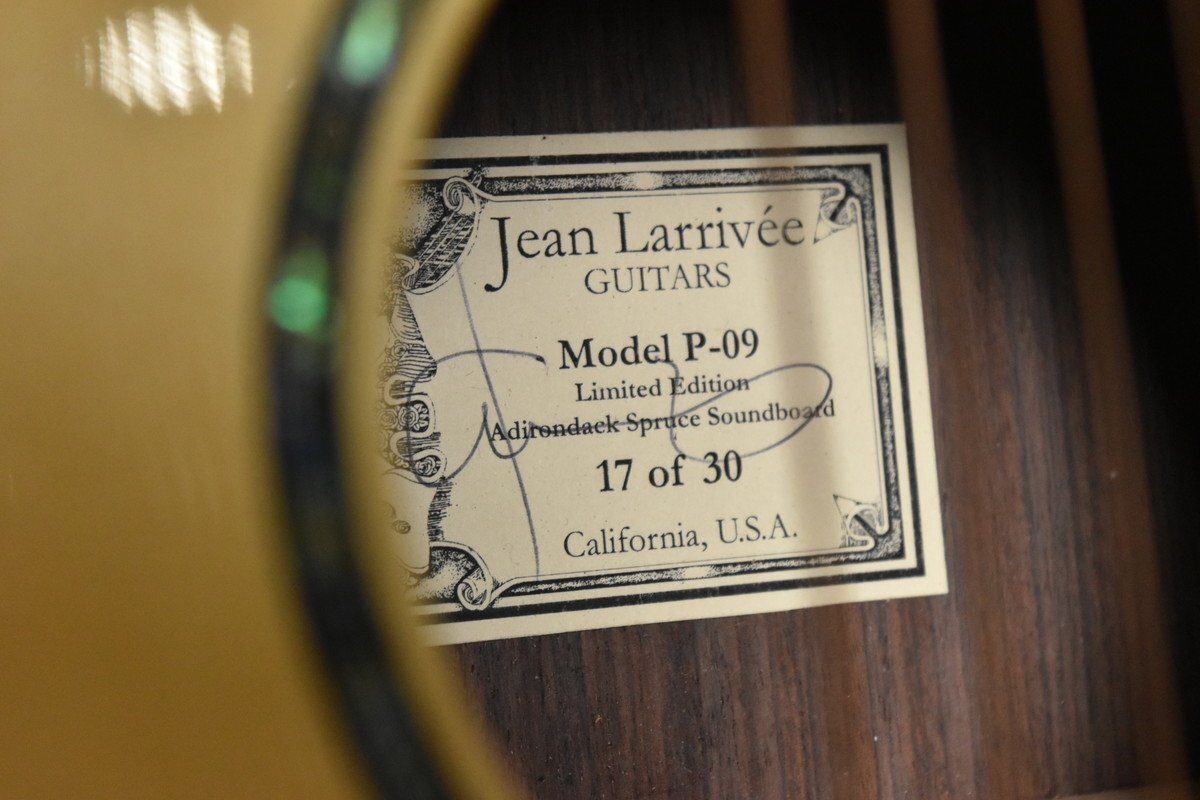 Jean Larrivée
GUITARS
Model P-09
Limited Edition
Adirondack Spruce Soundboard
17 of 30
California, U.S.A.